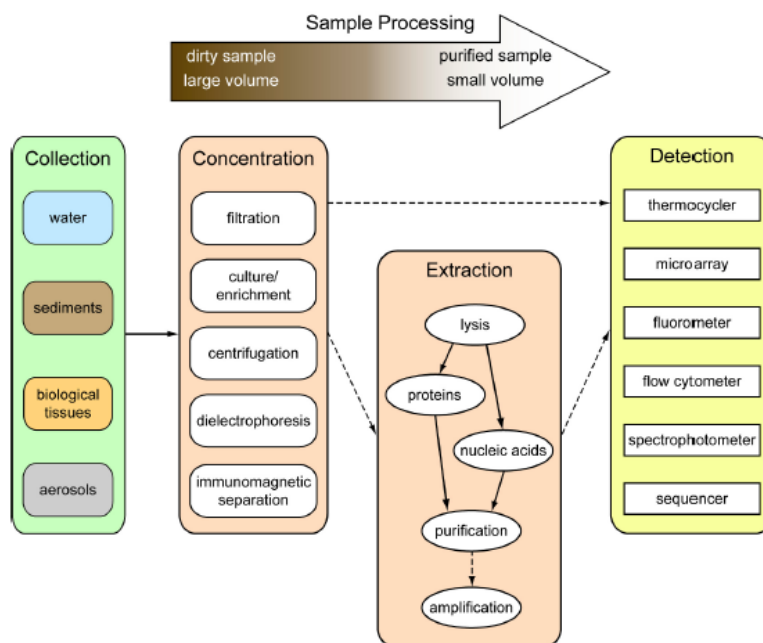 Sample Processing
dirty sample
large volume
purified sample
small volume
Collection
water
sediments
biological
tissues
aerosols
Concentration
filtration
culture/
enrichment
centrifugation
dielectrophoresis
immunomagnetic
separation
Extraction
lysis
proteins
nucleic acids
purification
amplification
Detection
thermocycler
microarray
fluorometer
flow cytometer
spectrophotometer
sequencer